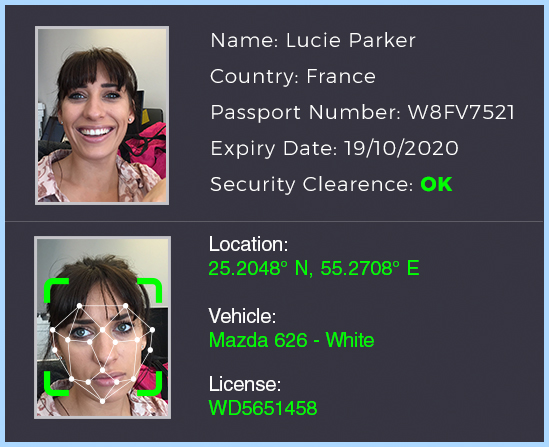 Name: Lucie Parker
Country: France
Passport Number: W8FV7521
Expiry Date: 19/10/2020
Security Clearence: OK
Location:
25.2048° N, 55.2708° E
Vehicle:
Mazda 626 - White
License:
WD5651458